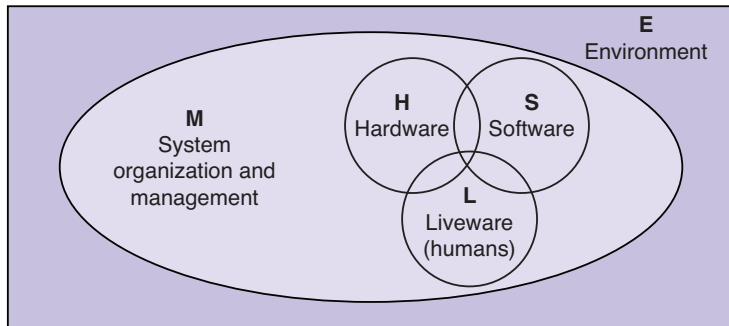 E
Environment
M
System
organization and
management
H
Hardware
S
Software
L
Liveware
(humans)